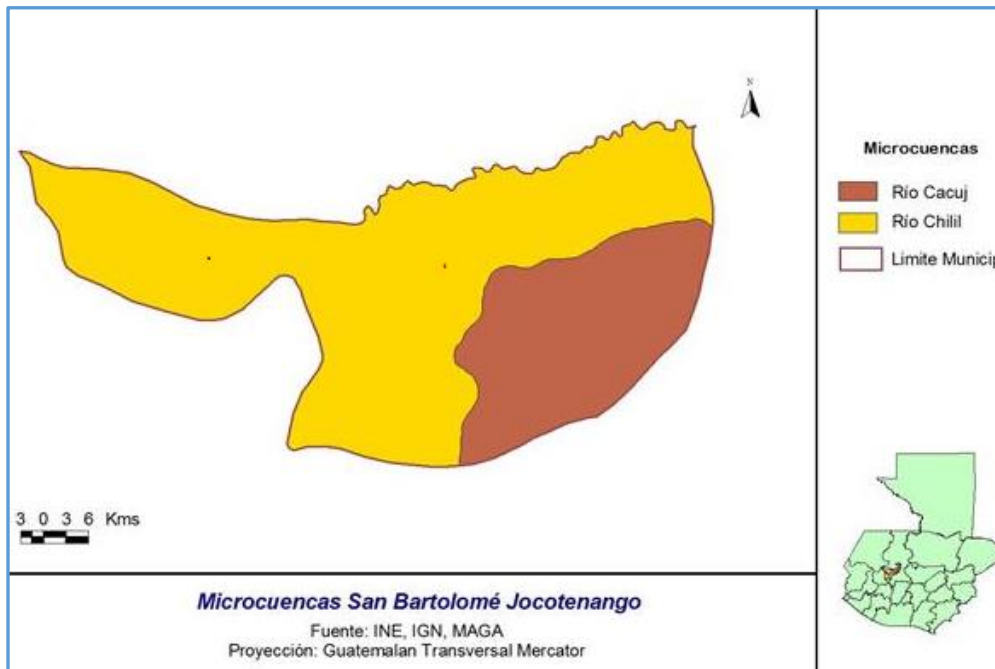 N
Microcuencas
Río Cacuj
Río Chilil
Límite Municip
3 0 3 6 Kms
Microcuencas San Bartolomé Jocotenango
Fuente: INE, IGN, MAGA
Proyección: Guatemalan Transversal Mercator